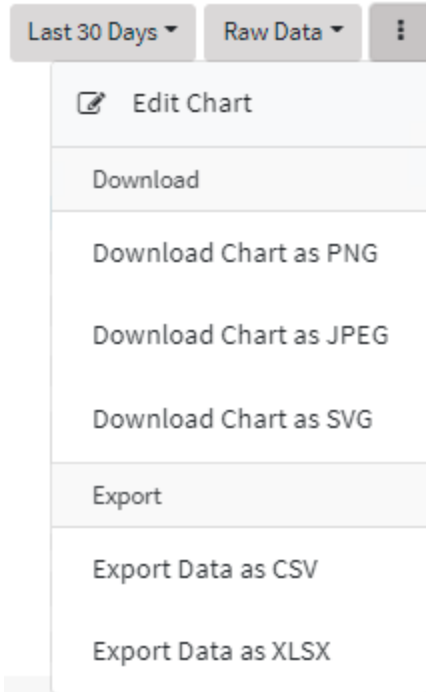 Last 30 Days Raw Data
Edit Chart
Download
Download Chart as PNG
Download Chart as JPEG
Download Chart as SVG
Export
Export Data as CSV
Export Data as XLSX